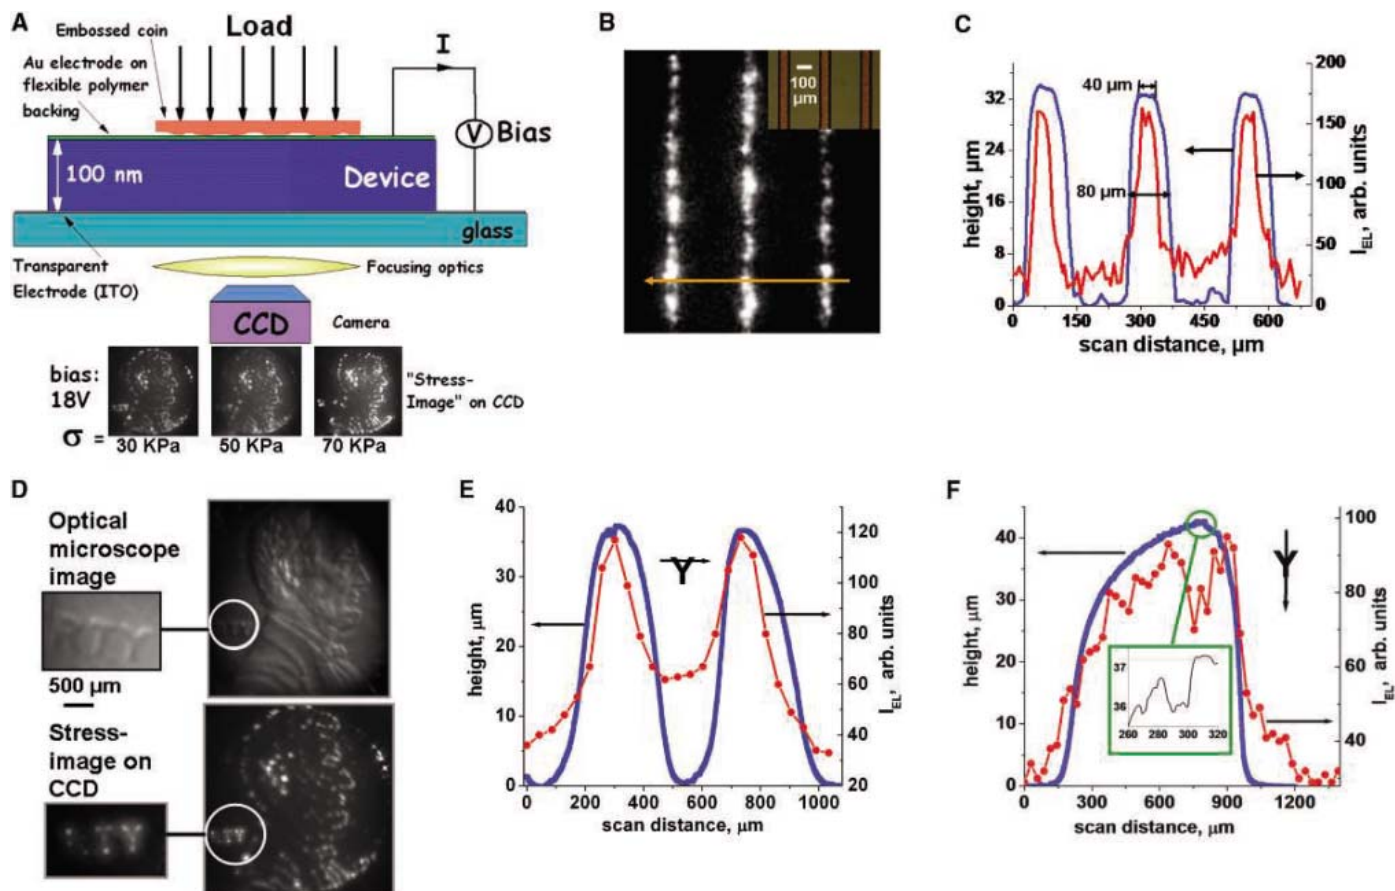 A
Embossed coin
Load
Au electrode on
flexible polymer
backing
I
V
Bias
100 nm
Device
glass
Transparent
Electrode (ITO)
Focusing optics
CCD
Camera
bias:
18V
"Stress-
Image" on CCD
σ =
30 KPa
50 KPa
70 KPa
B
100
µm
C
40 µm
80 µm
height, µm
32
24
16
8
0
200
150
100
50
0
I_EL, arb. units
0
150
300
450
600
scan distance, µm
D
Optical
microscope
image
500 µm
Stress-
image on
CCD
E
Y
height, µm
40
30
20
10
0
120
100
80
60
40
20
I_EL, arb. units
0
200
400
600
800
1000
scan distance, µm
F
Y
height, µm
40
30
20
10
0
100
80
60
40
I_EL, arb. units
37
36
260
280
300
320
0
300
600
900
1200
scan distance, µm